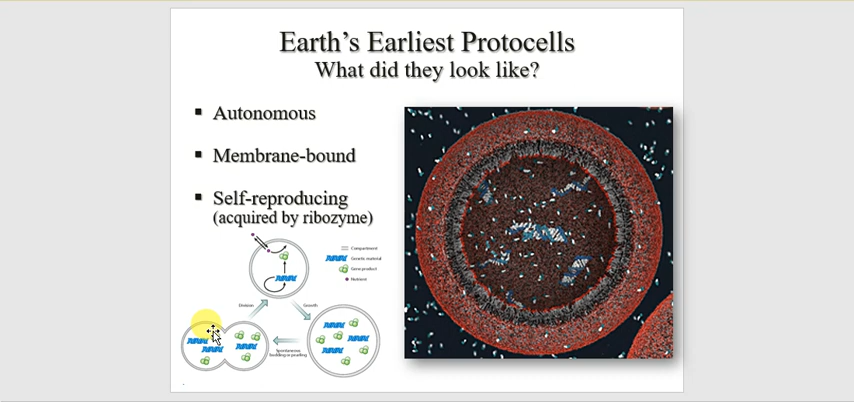 Earth's Earliest Protocells
What did they look like?
▪ Autonomous
▪ Membrane-bound
▪ Self-reproducing
(acquired by ribozyme)
Compartment
Genetic material
Gene product
Nutrient
Division
Growth
Spontaneous
budding or pearling